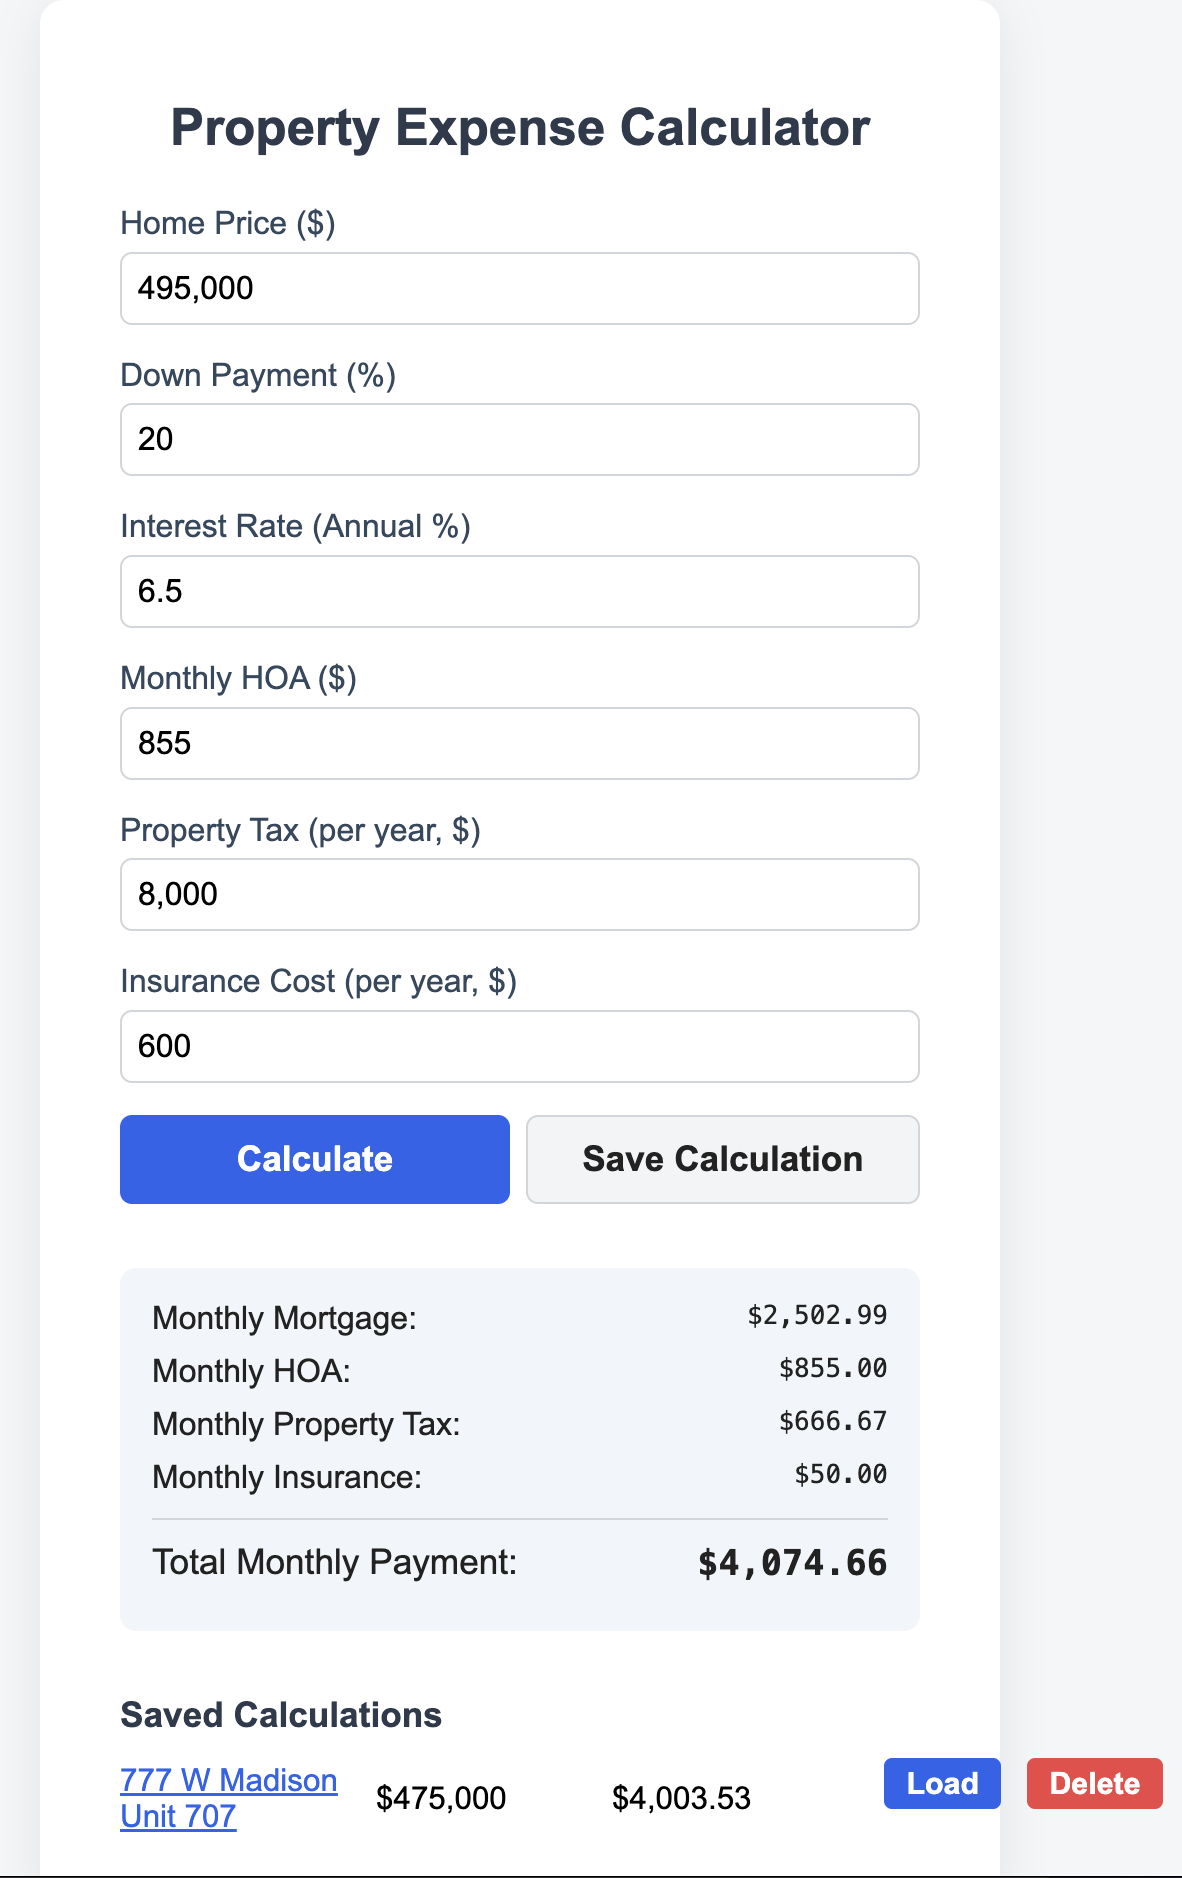 Property Expense Calculator
Home Price ($)
495,000
Down Payment (%)
20
Interest Rate (Annual %)
6.5
Monthly HOA ($)
855
Property Tax (per year, $)
8,000
Insurance Cost (per year, $)
600
Calculate Save Calculation
Monthly Mortgage: $2,502.99
Monthly HOA: $855.00
Monthly Property Tax: $666.67
Monthly Insurance: $50.00
Total Monthly Payment: $4,074.66
Saved Calculations
777 W Madison
Unit 707
$475,000 $4,003.53 Load Delete